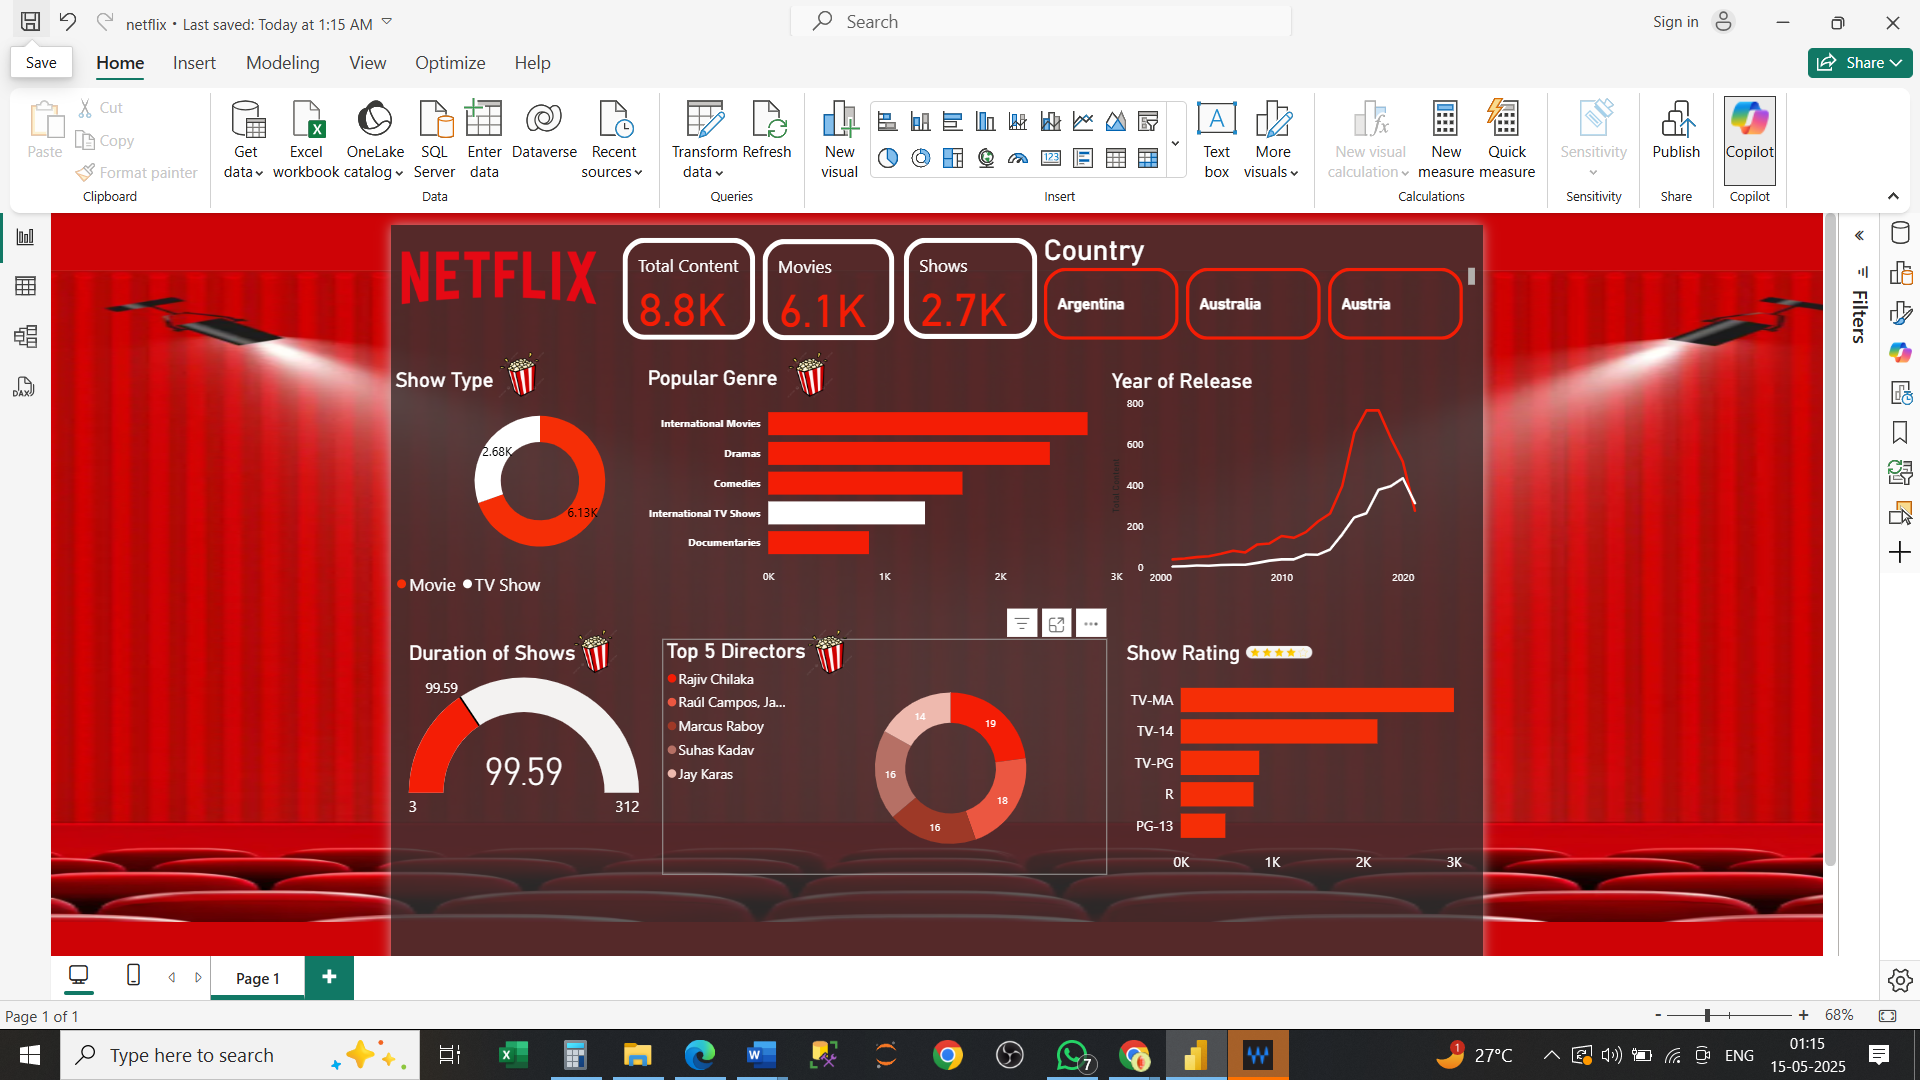 netflix • Last saved: Today at 1:15 AM
Search
Sign in
Save
Home
Insert
Modeling
View
Optimize
Help
Share
Paste
Cut
Copy
Format painter
Clipboard
Get data
Excel workbook
OneLake catalog
SQL Server
Enter data
Dataverse
Recent sources
Data
Transform data
Refresh
Queries
New visual
Text box
More visuals
Insert
New visual calculation
New measure
Quick measure
Calculations
Sensitivity
Sensitivity
Publish
Share
Copilot
Copilot
DAX
Filters
NETFLIX
Total Content
8.8K
Movies
6.1K
Shows
2.7K
Country
Argentina
Australia
Austria
Show Type
2.68K
6.13K
Movie
TV Show
Popular Genre
International Movies
Dramas
Comedies
International TV Shows
Documentaries
0K
1K
2K
3K
Year of Release
Total Content
800
600
400
200
0
2000
2010
2020
Duration of Shows
99.59
99.59
3
312
Top 5 Directors
Rajiv Chilaka
Raúl Campos, Ja...
Marcus Raboy
Suhas Kadav
Jay Karas
14
19
16
18
16
Show Rating
TV-MA
TV-14
TV-PG
R
PG-13
0K
1K
2K
3K
Page 1
Page 1 of 1
- + 68%
Type here to search
7
1
27°C
ENG
01:15
15-05-2025